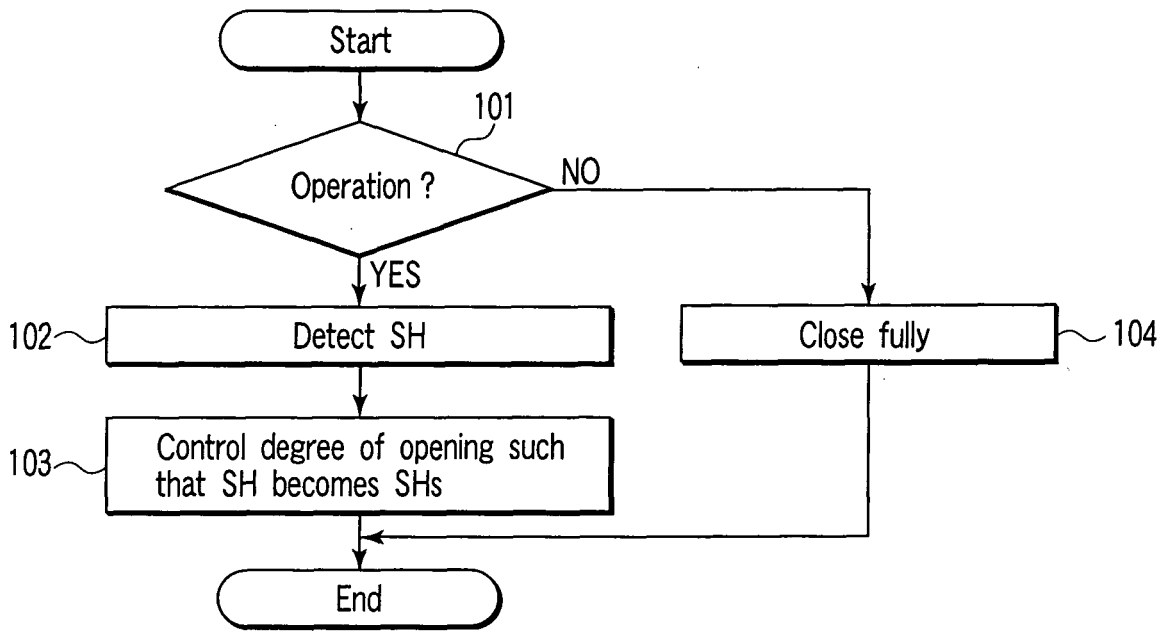 Start
101
Operation ?
NO
YES
102
Detect SH
Close fully
104
103
Control degree of opening such
that SH becomes SHs
End